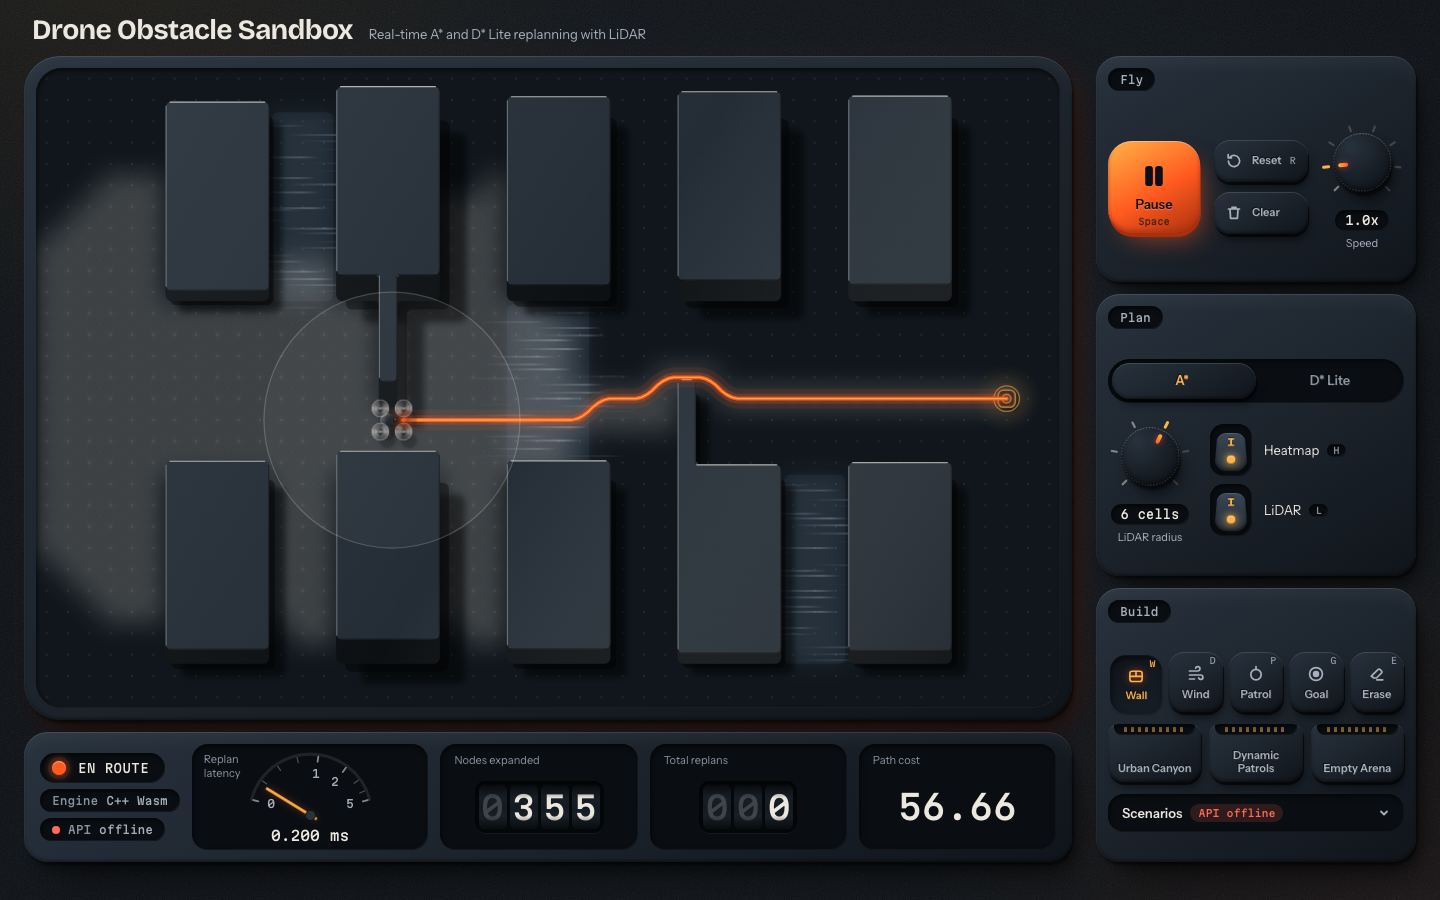 Drone Obstacle Sandbox
Real-time A* and D* Lite replanning with LiDAR
Fly
Pause
Space
Reset R
Clear
1.0x
Speed
Plan
A*
D* Lite
6 cells
LiDAR radius
I
Heatmap H
I
LiDAR L
Build
W
Wall
D
Wind
P
Patrol
G
Goal
E
Erase
Urban Canyon
Dynamic
Patrols
Empty Arena
Scenarios API offline
EN ROUTE
Engine C++ Wasm
API offline
Replan
latency
0 1 2 5
0.200 ms
Nodes expanded
0355
Total replans
000
Path cost
56.66